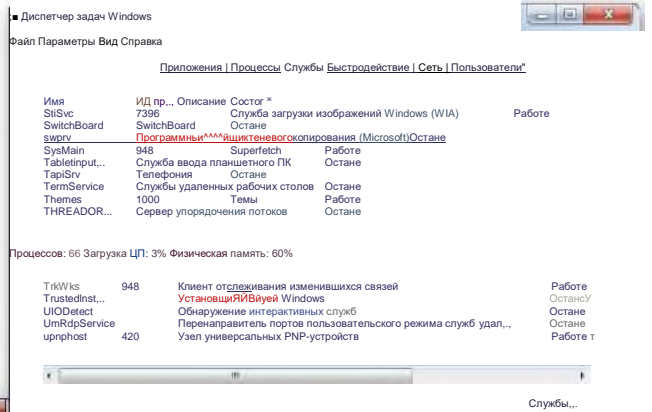 ■ Диспетчер задач Windows
Файл Параметры Вид Справка
Приложения | Процессы Службы Быстродействие | Сеть | Пользователи"
Имя ИД пр,., Описание Состог *
StiSvc 7396 Служба загрузки изображений Windows (WIA) Работе
SwitchBoard SwitchBoard Остане
swprv Программны^^^^йщиктеневогокопирования (Microsoft)Остане
SysMain 948 Superfetch Работе
Tabletinput,.. Служба ввода планшетного ПК Остане
TapiSrv Телефония Остане
TermService Службы удаленных рабочих столов Остане
Themes 1000 Темы Работе
THREADOR... Сервер упорядочения потоков Остане
Процессов: 66 Загрузка ЦП: 3% Физическая память: 60%
TrkWks 948 Клиент отслеживания изменившихся связей Работе
TrustedInst,.. УстановщиЯЙВйуей Windows ОстансУ
UIODetect Обнаружение интерактивных служб Остане
UmRdpService Перенаправитель портов пользовательского режима служб удал,., Остане
upnphost 420 Узел универсальных PNP-устройств Работе т
Службы,,.